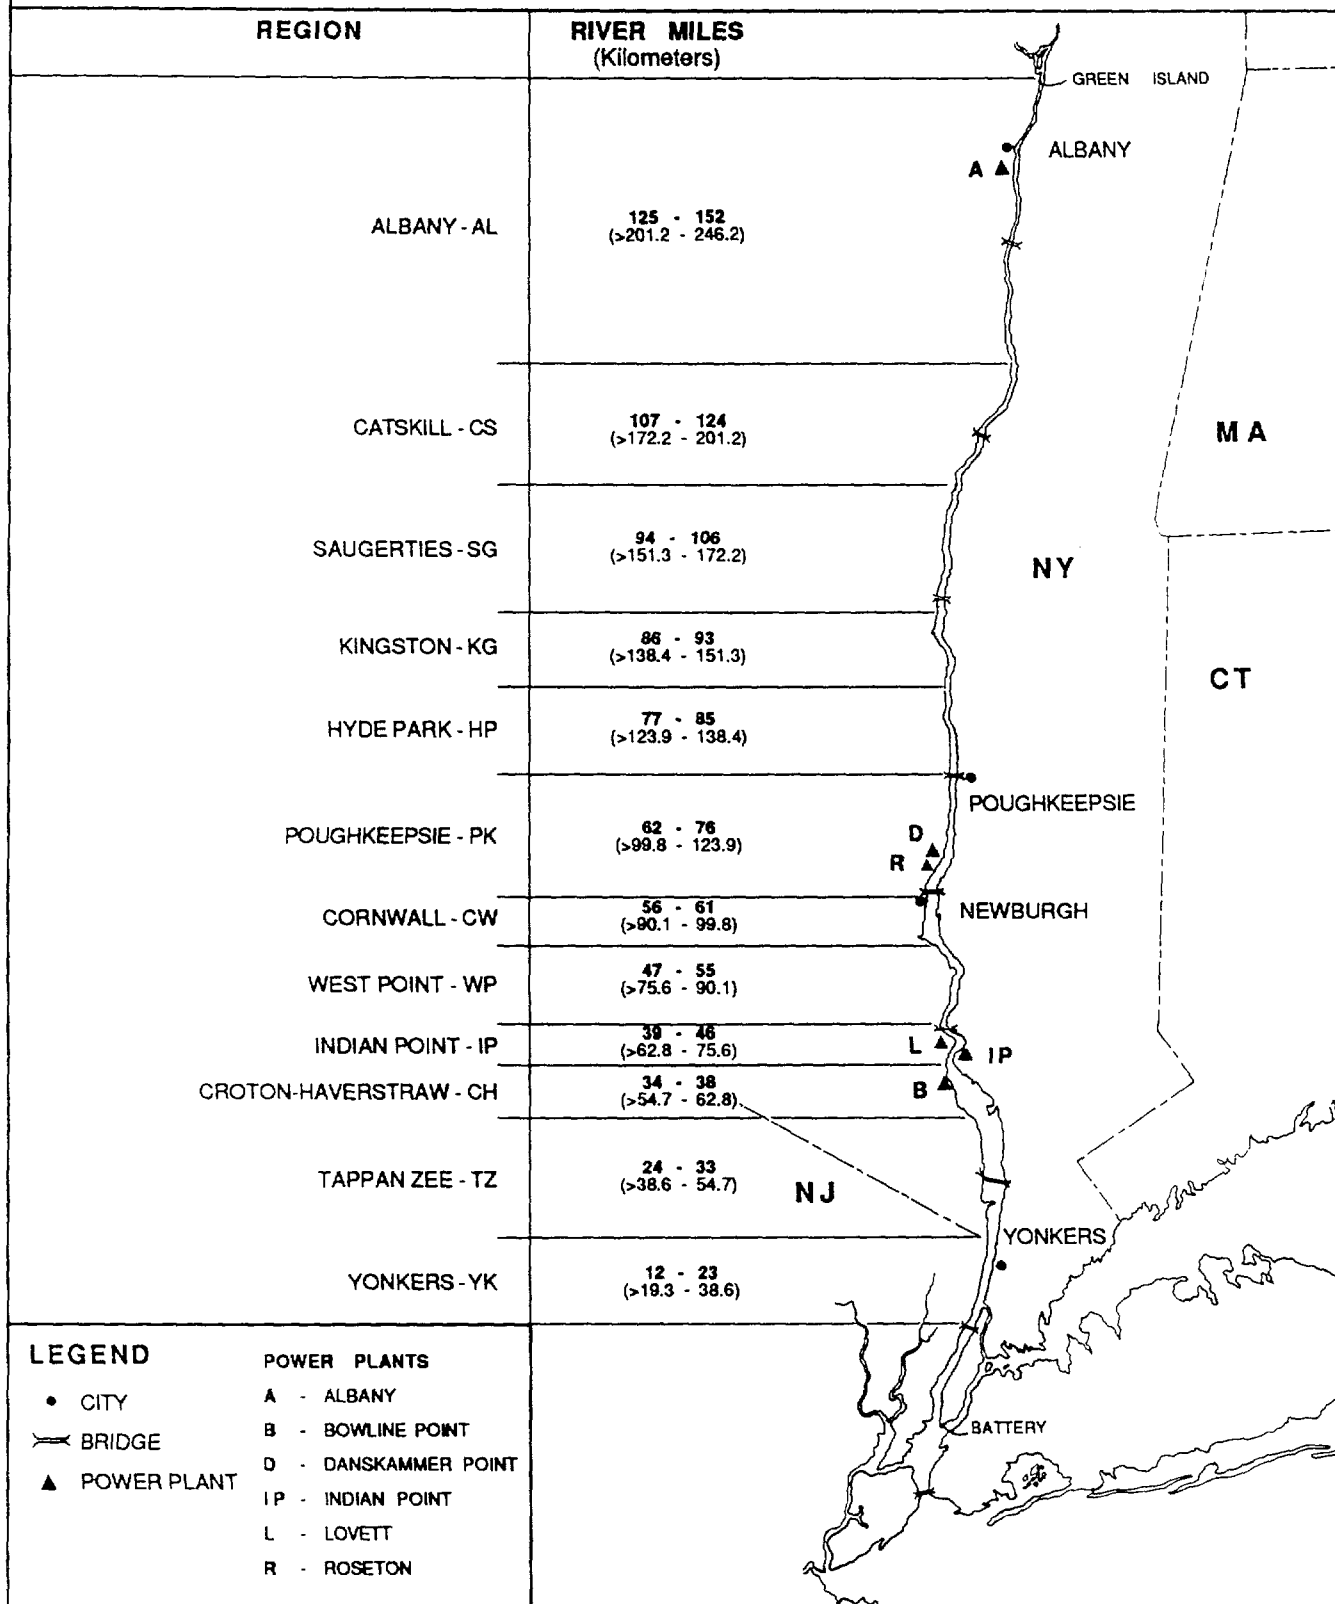 REGION
RIVER MILES
(Kilometers)
GREEN ISLAND
ALBANY
A
ALBANY - AL
125 - 152
(>201.2 - 246.2)
CATSKILL - CS
107 - 124
(>172.2 - 201.2)
MA
SAUGERTIES - SG
94 - 106
(>151.3 - 172.2)
NY
KINGSTON - KG
86 - 93
(>138.4 - 151.3)
CT
HYDE PARK - HP
77 - 85
(>123.9 - 138.4)
POUGHKEEPSIE
POUGHKEEPSIE - PK
62 - 76
(>99.8 - 123.9)
D
R
CORNWALL - CW
56 - 61
(>90.1 - 99.8)
NEWBURGH
WEST POINT - WP
47 - 55
(>75.6 - 90.1)
INDIAN POINT - IP
39 - 46
(>62.8 - 75.6)
L
IP
CROTON-HAVERSTRAW - CH
34 - 38
(>54.7 - 62.8)
B
TAPPAN ZEE - TZ
24 - 33
(>38.6 - 54.7)
NJ
YONKERS
YONKERS - YK
12 - 23
(>19.3 - 38.6)
LEGEND
CITY
BRIDGE
POWER PLANT
POWER PLANTS
A - ALBANY
B - BOWLINE POINT
D - DANSKAMMER POINT
IP - INDIAN POINT
L - LOVETT
R - ROSETON
BATTERY